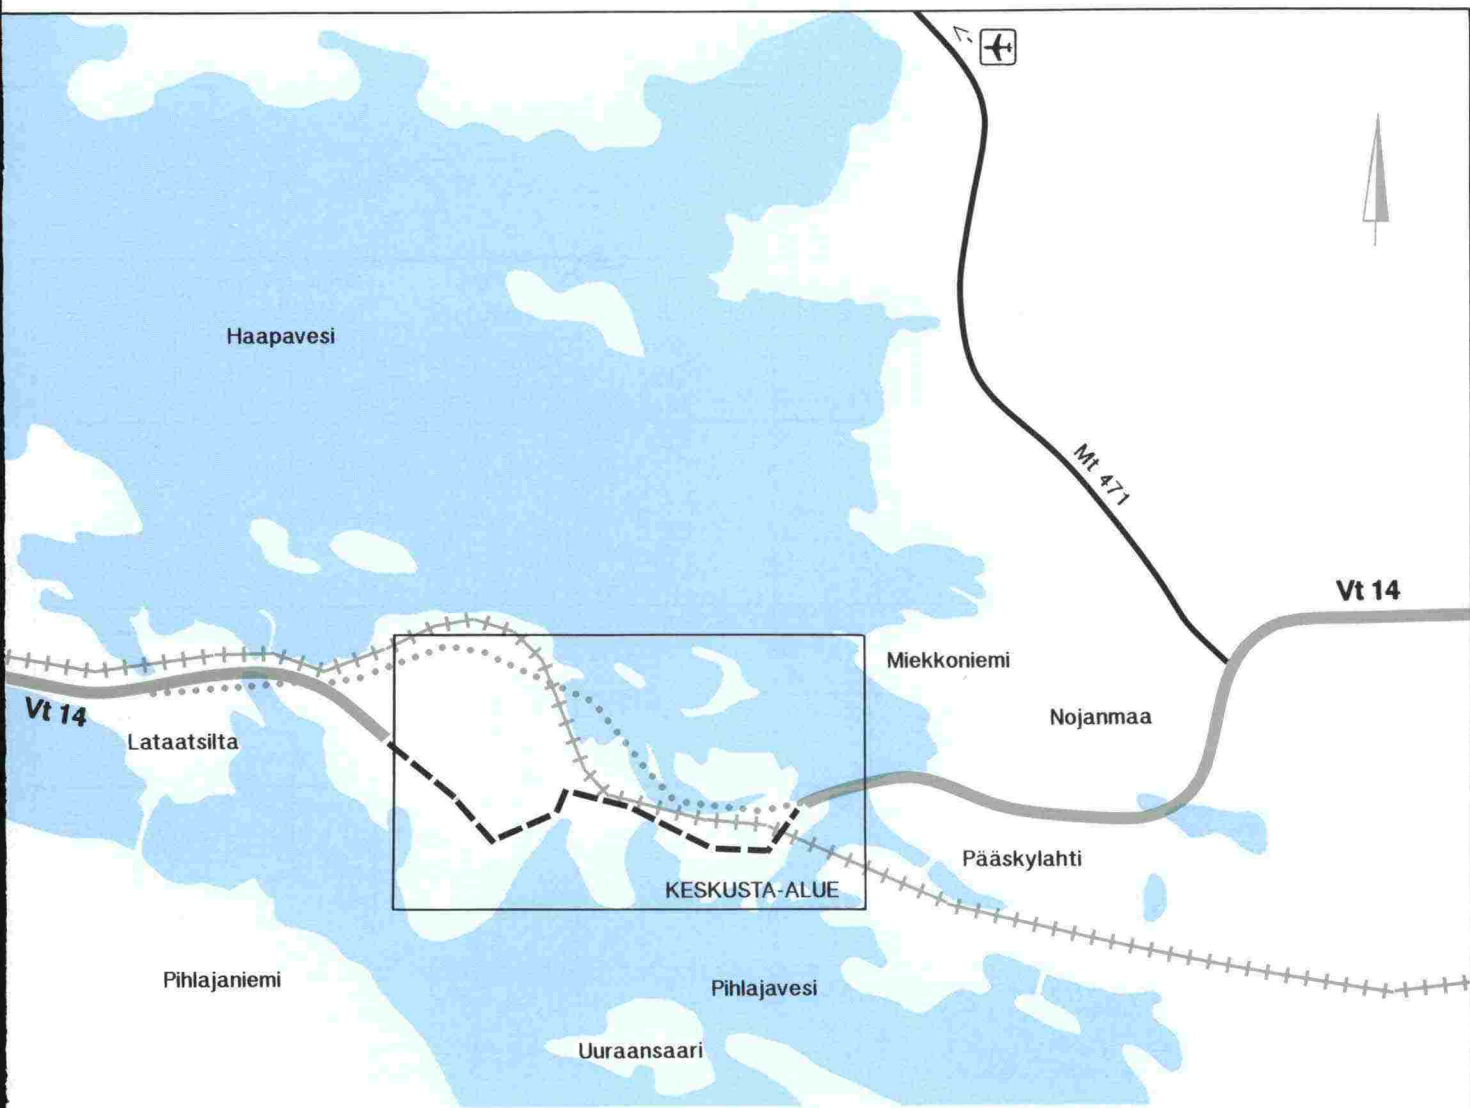 Haapavesi
Mt 471
Vt 14
Miekkoniemi
Nojanmaa
Vt 14
Lataatsilta
Pääskylahti
KESKUSTA-ALUE
Pihlajaniemi
Pihlajavesi
Uuraansaari